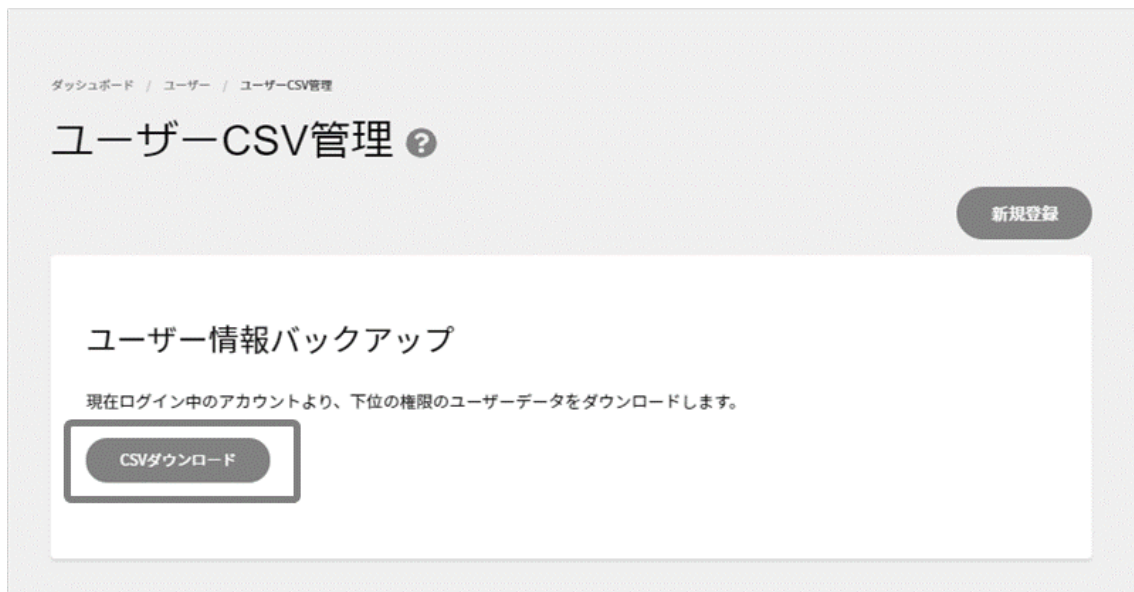 ダッシュボード / ユーザー / ユーザーCSV管理
ユーザーCSV管理 ?
新規登録
ユーザー情報バックアップ
現在ログイン中のアカウントより、下位の権限のユーザーデータをダウンロードします。
CSVダウンロード